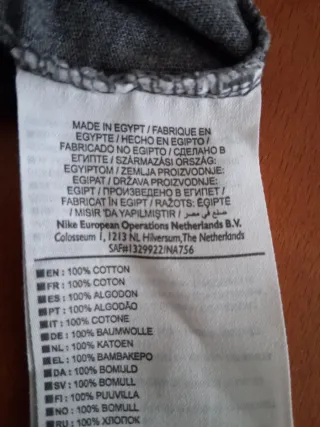 MADE IN EGYPT / FABRIQUE EN
EGYPTE / HECHO EN EGIPTO /
FABRICADO NO EGIPTO / СДЕЛАНО В
ЕГИПТЕ / SZÁRMAZÁSI ORSZÁG:
EGYIPTOM / ZEMLJA PROIZVODNJE:
EGIPAT / DRŽAVA PROIZVODNJE:
EGIPT / ПРОИЗВЕДЕНО В ЕГИПЕТ /
FABRICAT ÎN EGIPT / RAŽOTS: ĒĢIPTĒ
/ MISIR 'DA YAPILMIŞTIR / صنع في مصر
Nike European Operations Netherlands B.V.
Colosseum 1, 1213 NL Hilversum, The Netherlands
SAF#1329922/NA756
EN : 100% COTTON
FR : 100% COTON
ES : 100% ALGODON
PT : 100% ALGODÃO
IT : 100% COTONE
DE : 100% BAUMWOLLE
NL : 100% KATOEN
EL : 100% ΒΑΜΒΑΚΕΡΟ
DA : 100% BOMULD
SV : 100% BOMULL
FI : 100% PUUVILLA
NO : 100% BOMULL
RU : 100% ХЛОПОК